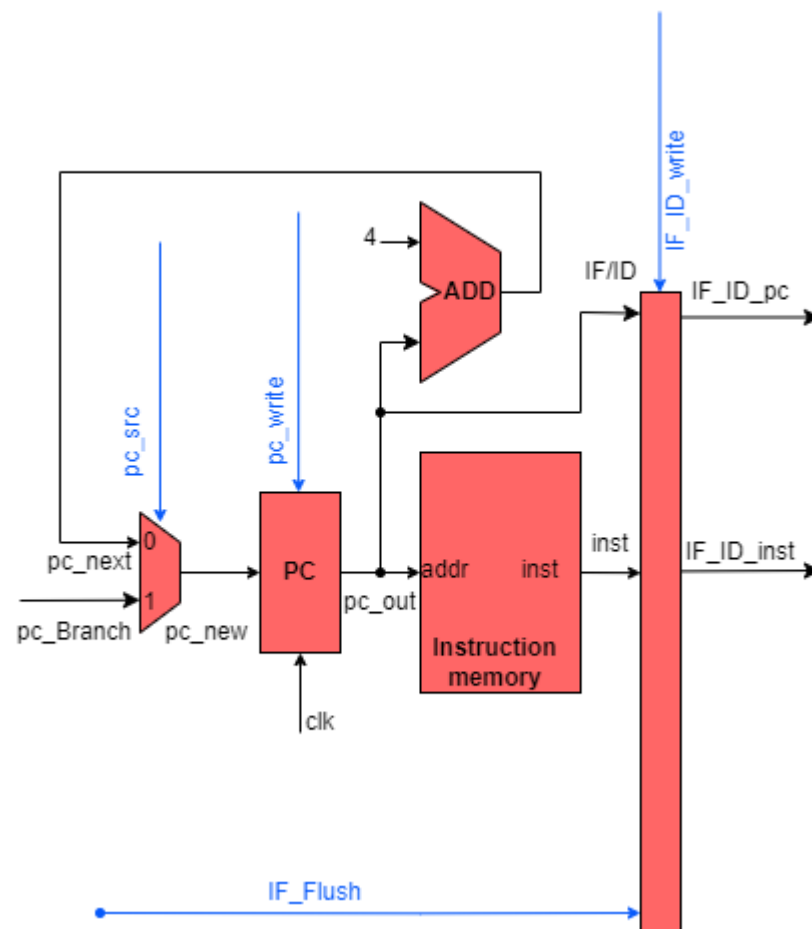 IF_ID_write
4
ADD
IF/ID
IF_ID_pc
pc_src
pc_write
0
pc_next
1
pc_Branch
pc_new
PC
pc_out
clk
addr
inst
Instruction
memory
inst
IF_ID_inst
IF_Flush